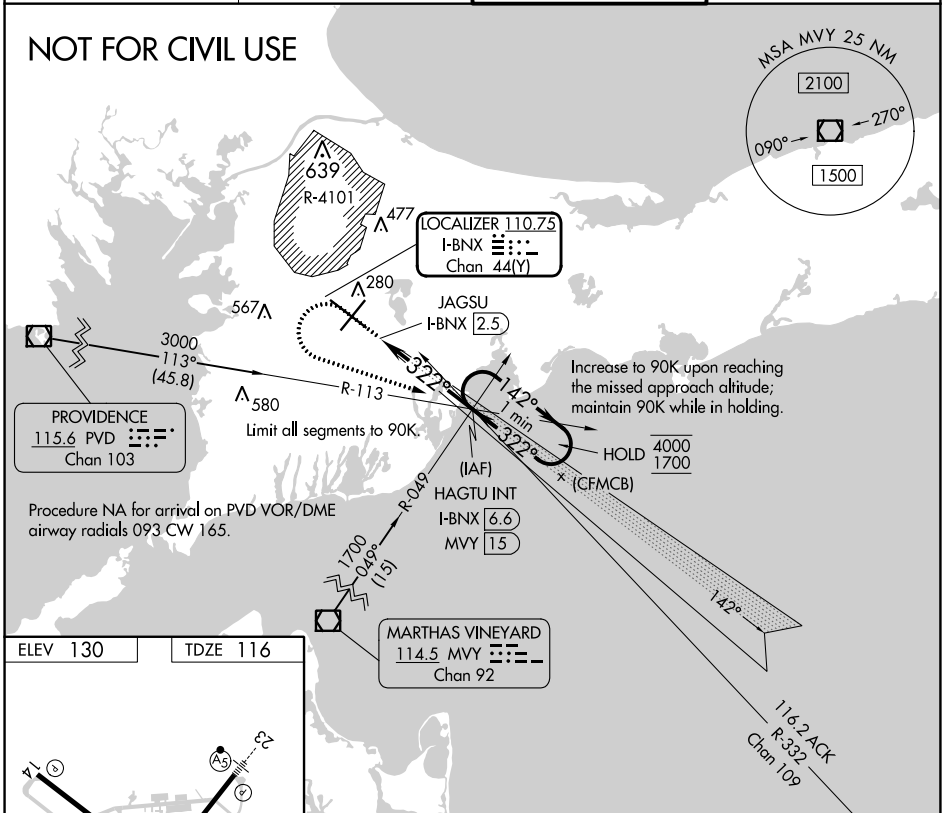 NOT FOR CIVIL USE
MSA MVY 25 NM
2100
090°
270°
1500
639
R-4101
477
LOCALIZER 110.75
I-BNX
Chan 44(Y)
280
567
JAGSU
I-BNX 2.5
3000
113°
(45.8)
R-113
580
322°
142°
1 min
322°
Increase to 90K upon reaching
the missed approach altitude;
maintain 90K while in holding.
PROVIDENCE
115.6 PVD
Chan 103
Limit all segments to 90K.
HOLD 4000
1700
(CFMCB)
(IAF)
HAGTU INT
I-BNX 6.6
MVY 15
Procedure NA for arrival on PVD VOR/DME
airway radials 093 CW 165.
R-049
1700
049°
(15)
142°
MARTHAS VINEYARD
114.5 MVY
Chan 92
116.2 ACK
R-332
Chan 109
ELEV 130
TDZE 116
14
P
A5
23
P